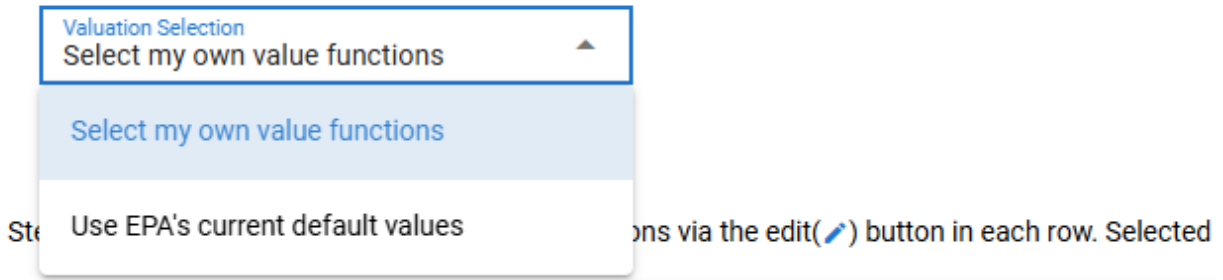 Valuation Selection
Select my own value functions
Select my own value functions
Use EPA's current default values
Ste ons via the edit( ) button in each row. Selected